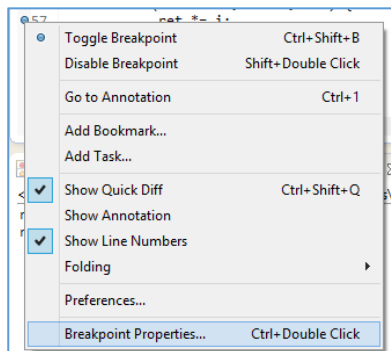 57 ret *= i;
Toggle Breakpoint Ctrl+Shift+B
Disable Breakpoint Shift+Double Click
Go to Annotation Ctrl+1
Add Bookmark...
Add Task...
Show Quick Diff Ctrl+Shift+Q
Show Annotation
Show Line Numbers
Folding
Preferences...
Breakpoint Properties... Ctrl+Double Click